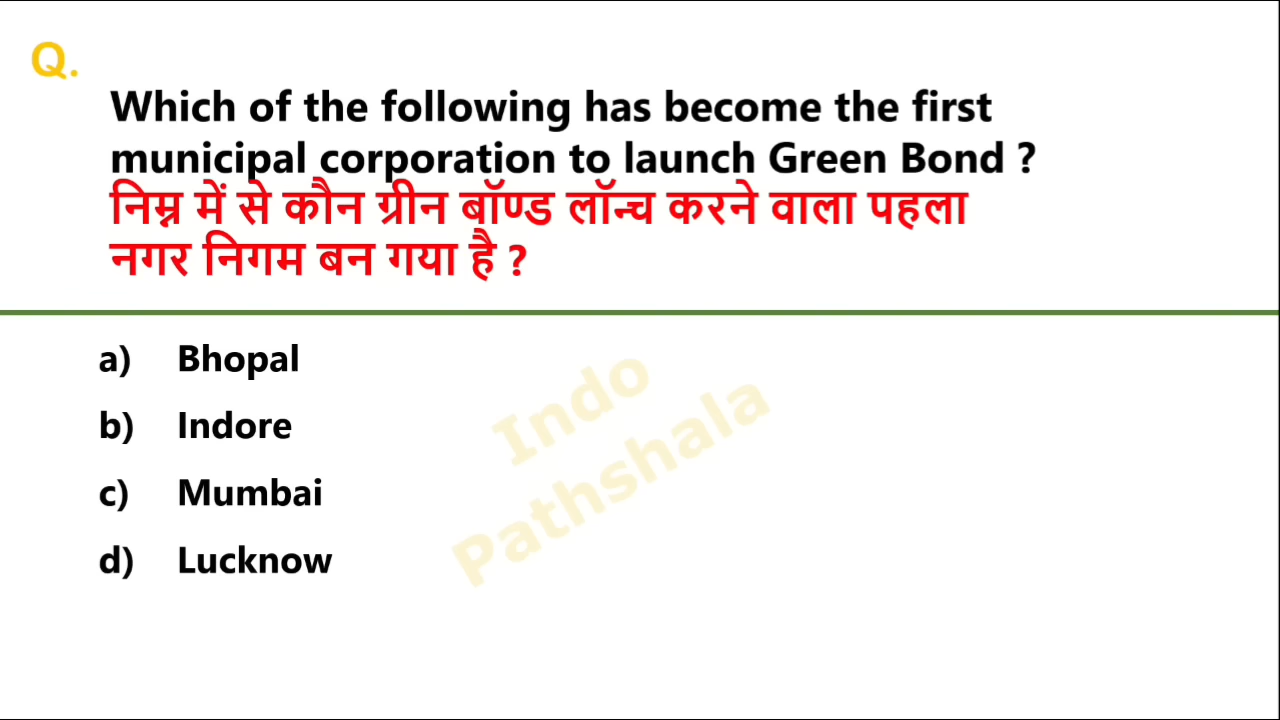 Q.
Which of the following has become the first
municipal corporation to launch Green Bond ?
निम्न में से कौन ग्रीन बॉण्ड लॉन्च करने वाला पहला
नगर निगम बन गया है ?
a) Bhopal
b) Indore
c) Mumbai
d) Lucknow
Indo
Pathshala